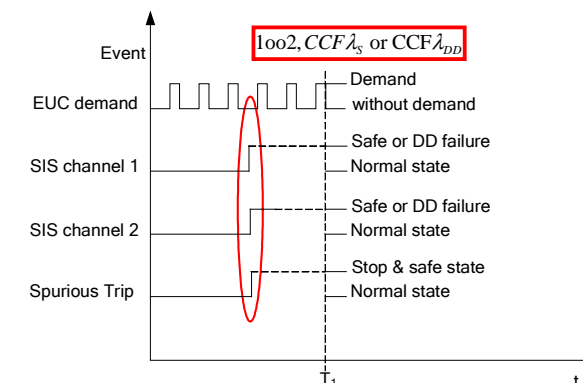 1oo2, CCFλS or CCFλDD
Event
Demand
EUC demand
without demand
Safe or DD failure
SIS channel 1
Normal state
Safe or DD failure
SIS channel 2
Normal state
Stop & safe state
Spurious Trip
Normal state
T1
t